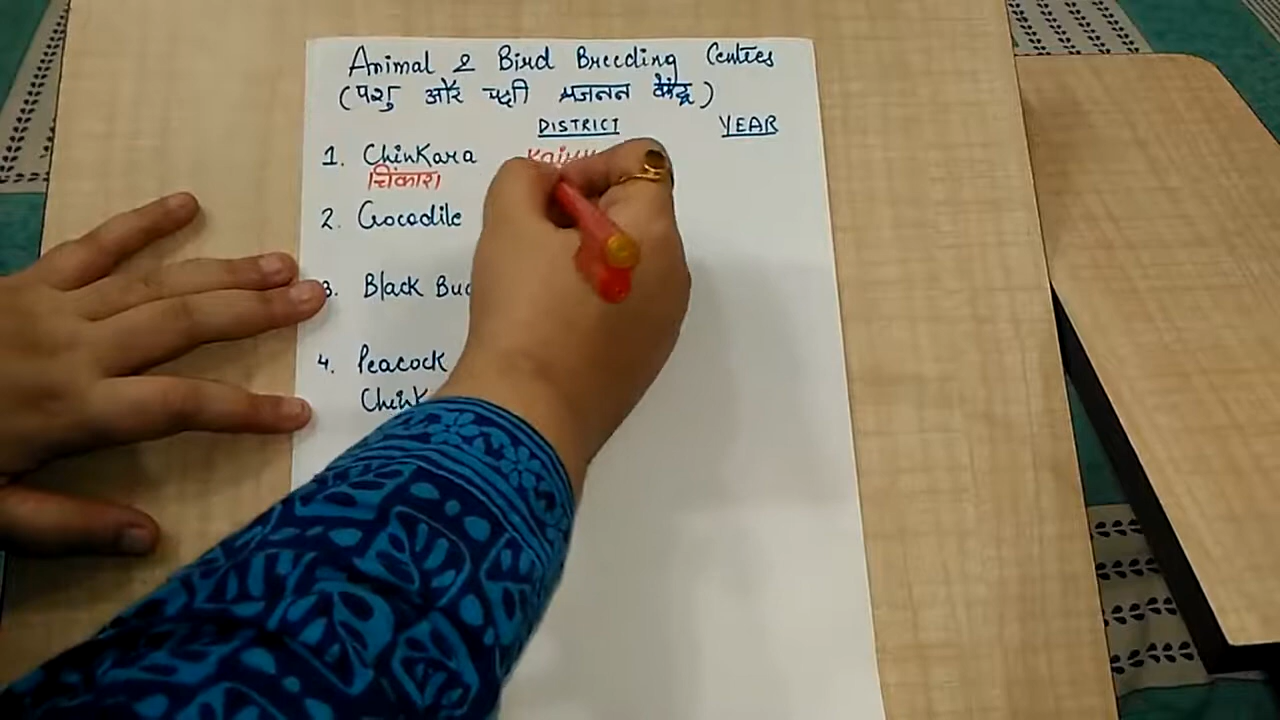 Animal & Bird Breeding Centres
(पशु और पक्षी प्रजनन केंद्र)
DISTRICT YEAR
1. Chinkara
चिंकारा
2. Crocodile
3. Black
4. Peacock